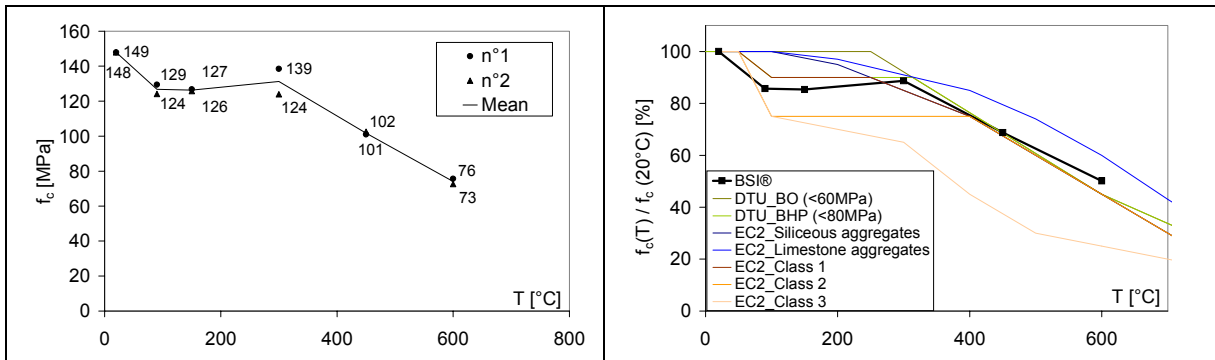 160
140
120
100
80
60
40
20
0
f_c [MPa]
149
148
129
124
127
126
139
124
102
101
76
73
n°1
n°2
Mean
T [°C]
0 200 400 600 800
100
80
60
40
20
0
f_c(T) / f_c (20°C) [%]
BSI®
DTU_BO (<60MPa)
DTU_BHP (<80MPa)
EC2_Siliceous aggregates
EC2_Limestone aggregates
EC2_Class 1
EC2_Class 2
EC2_Class 3
T [°C]
0 200 400 600